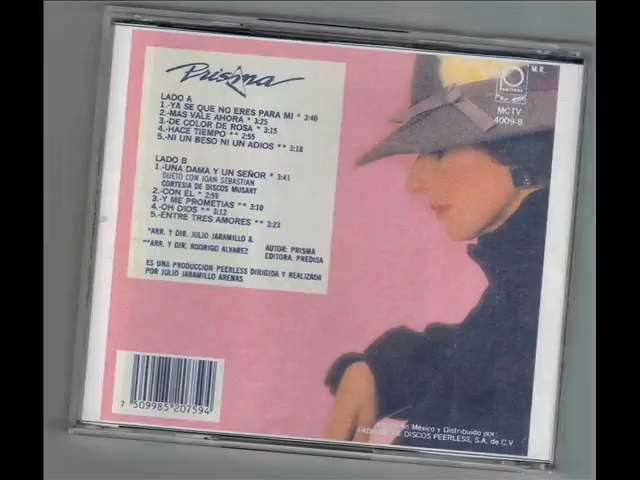 Prisma
LADO A
1.-YA SE QUE NO ERES PARA MI * 3:40
2.-MAS VALE AHORA * 3:25
3.-DE COLOR DE ROSA * 3:15
4.-HACE TIEMPO ** 2:55
5.-NI UN BESO NI UN ADIOS ** 3:18
LADO B
1.-UNA DAMA Y UN SEÑOR * 3:41
DUETO CON JOAN SEBASTIAN
CORTESIA DE DISCOS MUSART
2.-CON EL * 2:59
3.-Y ME PROMETIAS ** 3:10
4.-OH DIOS ** 3:12
5.-ENTRE TRES AMORES ** 3:23
*ARR. Y DIR. JULIO JARAMILLO A.
**ARR. Y DIR. RODRIGO ALVAREZ
AUTOR: PRISMA
EDITORA: PREDISA
ES UNA PRODUCCION PEERLESS DIRIGIDA Y REALIZADA
POR JULIO JARAMILLO ARENAS
M.R.
MCTV
4009-8
7 509985 207594
en México y Distribuido por:
DE DISCOS PEERLESS, S.A. de C.V.